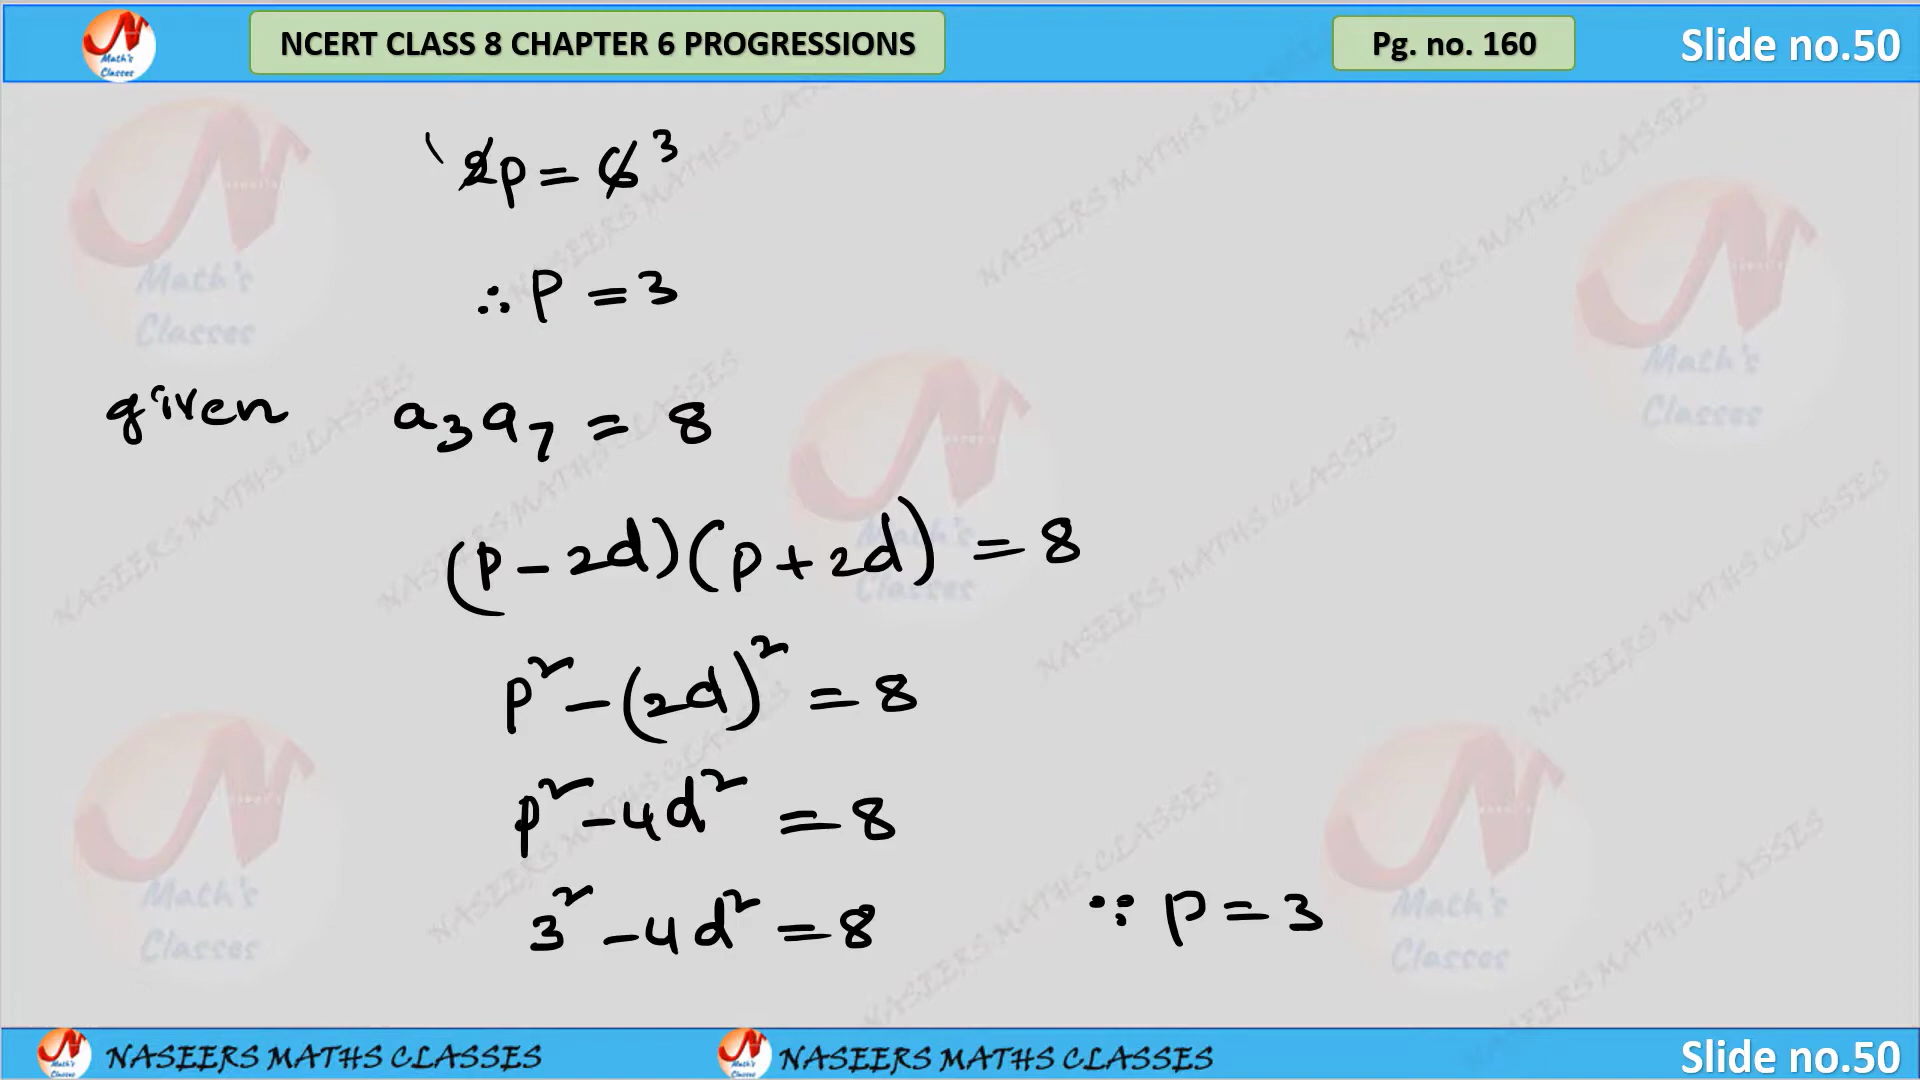 NCERT CLASS 8 CHAPTER 6 PROGRESSIONS
Pg. no. 160
Slide no.50
Math's
Classes
2p = 6 3
∴ P = 3
given a₃a₇ = 8
(p - 2d)(p + 2d) = 8
p² - (2d)² = 8
p² - 4d² = 8
3² - 4d² = 8 ∵ p = 3
NASEERS MATHS CLASSES
NASEERS MATHS CLASSES
Slide no.50